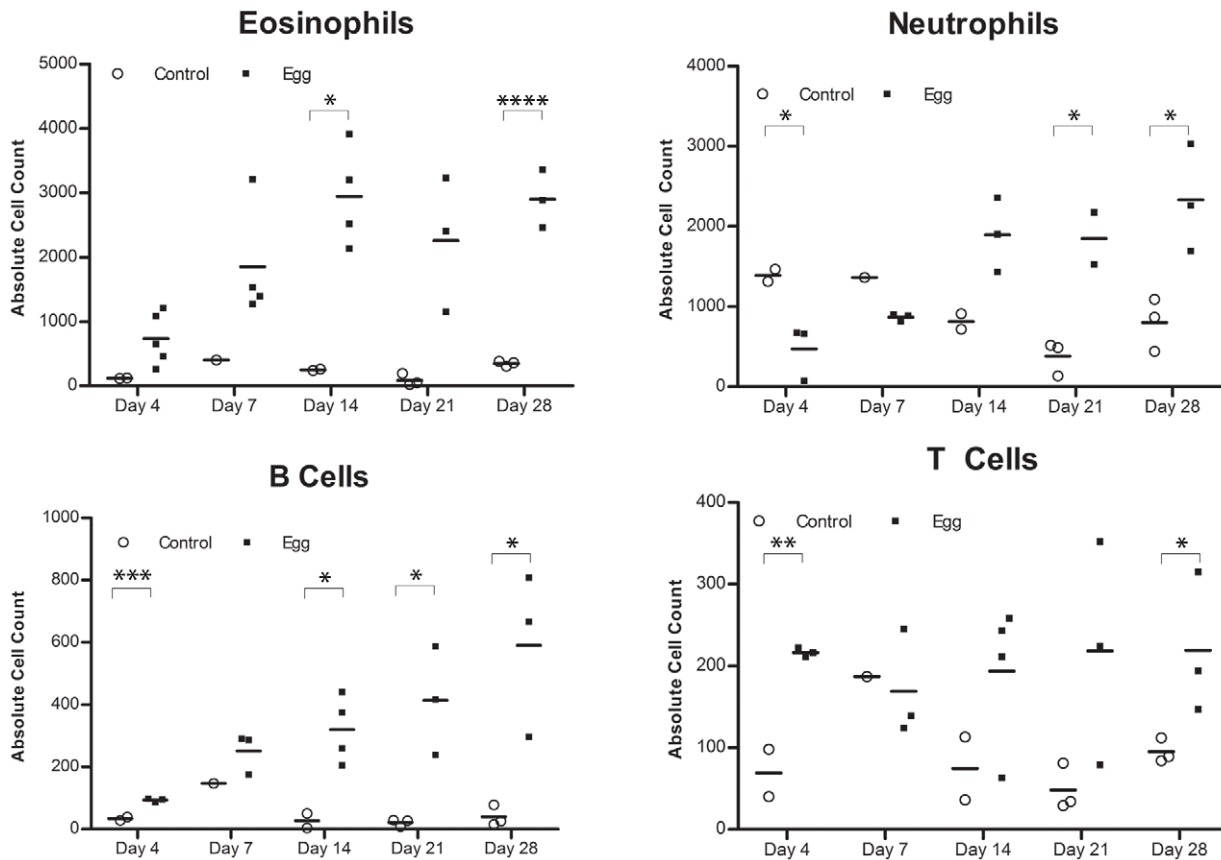 Eosinophils
5000
4000
3000
2000
1000
0
Absolute Cell Count
Control Egg
*
****
Day 4 Day 7 Day 14 Day 21 Day 28
Neutrophils
4000
3000
2000
1000
0
Absolute Cell Count
Control Egg
* * *
Day 4 Day 7 Day 14 Day 21 Day 28
B Cells
1000
800
600
400
200
0
Absolute Cell Count
Control Egg
*** * * *
Day 4 Day 7 Day 14 Day 21 Day 28
T Cells
400
300
200
100
0
Absolute Cell Count
Control Egg
** *
Day 4 Day 7 Day 14 Day 21 Day 28